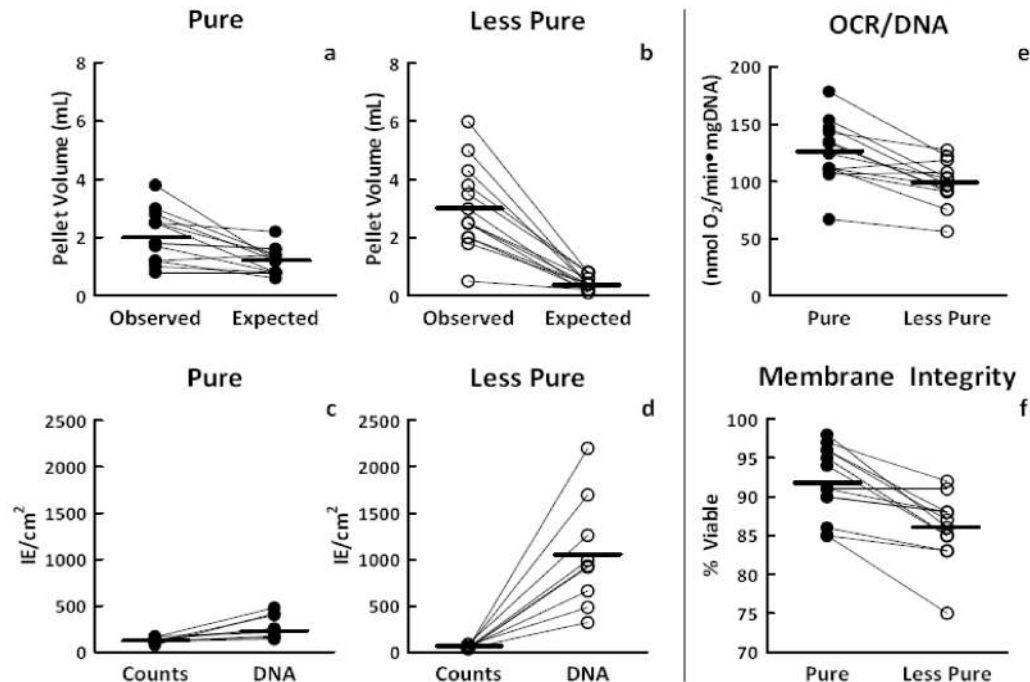 Pure
a
Pellet Volume (mL)
8
6
4
2
0
Observed Expected
Less Pure
b
Pellet Volume (mL)
8
6
4
2
0
Observed Expected
OCR/DNA
e
(nmol O₂/min•mgDNA)
200
150
100
50
0
Pure Less Pure
Pure
c
IE/cm²
2500
2000
1500
1000
500
0
Counts DNA
Less Pure
d
IE/cm²
2500
2000
1500
1000
500
0
Counts DNA
Membrane Integrity
f
% Viable
100
95
90
85
80
75
70
Pure Less Pure